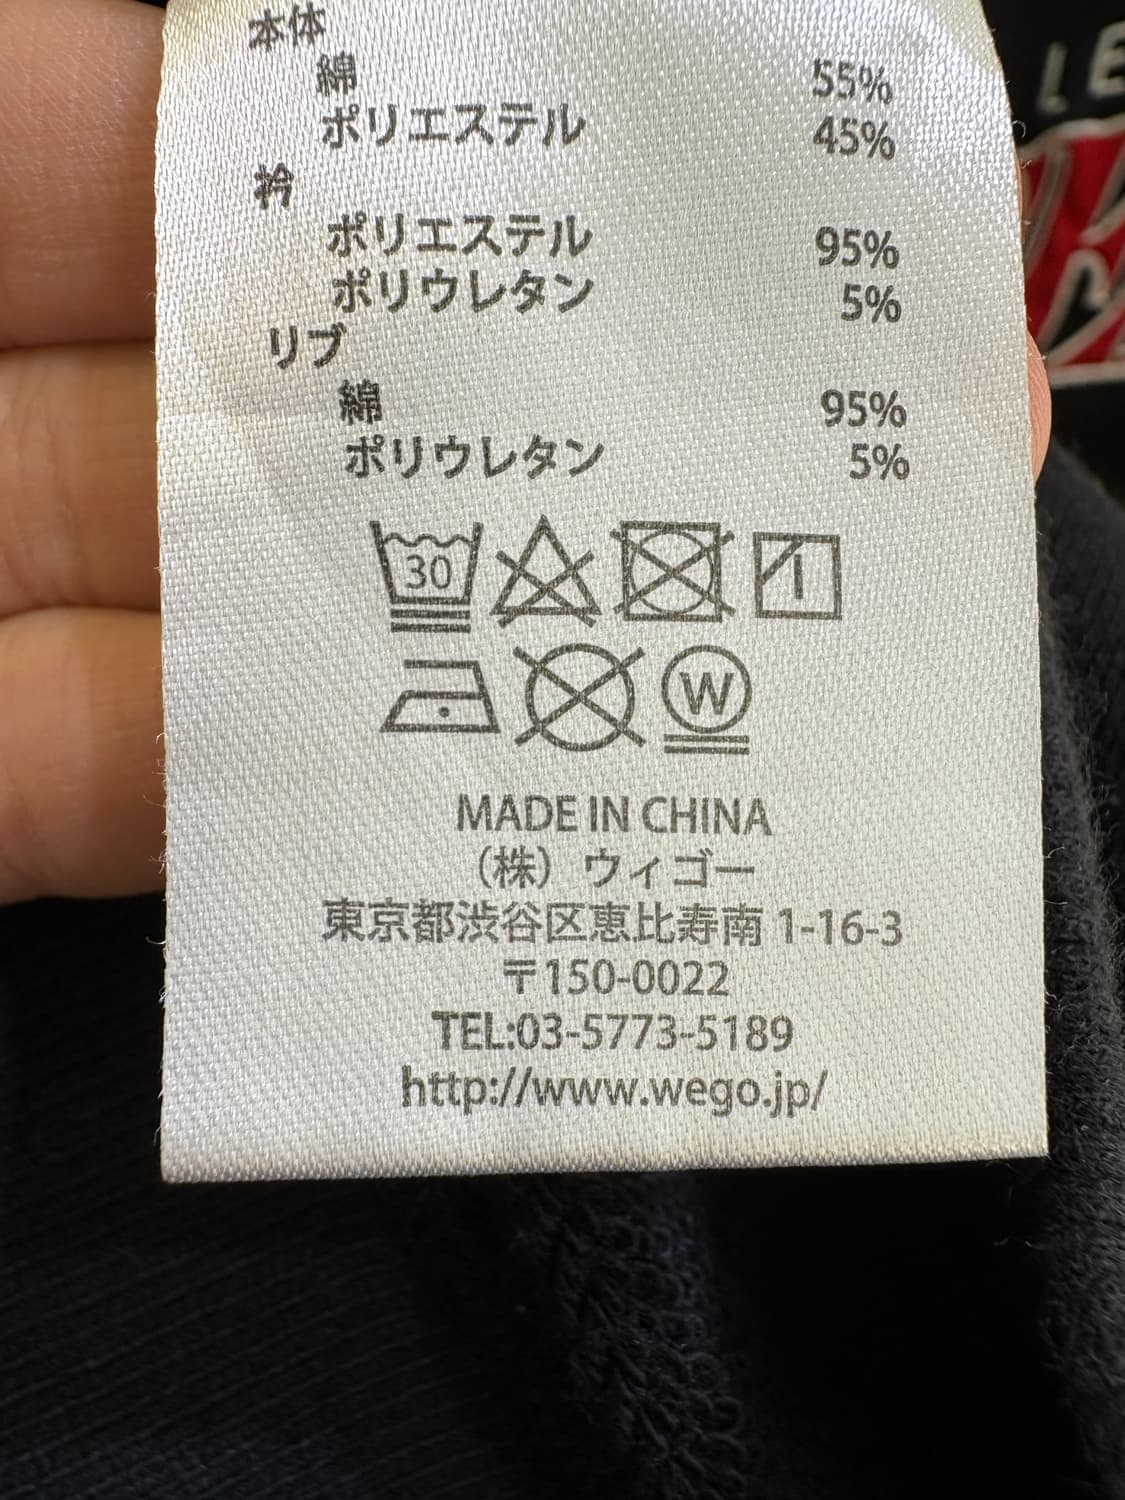 本体
綿 55%
ポリエステル 45%
衿
ポリエステル 95%
ポリウレタン 5%
リブ
綿 95%
ポリウレタン 5%
30
W
MADE IN CHINA
（株）ウィゴー
東京都渋谷区恵比寿南 1-16-3
〒150-0022
TEL:03-5773-5189
http://www.wego.jp/
LE